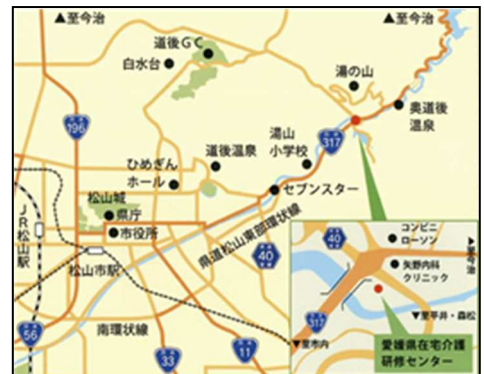 ▲至今治
▲至今治
道後GC
白水台
湯の山
奥道後
温泉
196
317
湯山
小学校
道後温泉
ひめぎん
ホール
セブンスター
松山城
県庁
市役所
JR松山駅
松山市駅
県道松山東部環状線
40
南環状線
56
33
11
40
コンビニ
ローソン
矢野内科
クリニック
▲至今治
317
▼至市内
▼至平井・森松
愛媛県在宅介護
研修センター